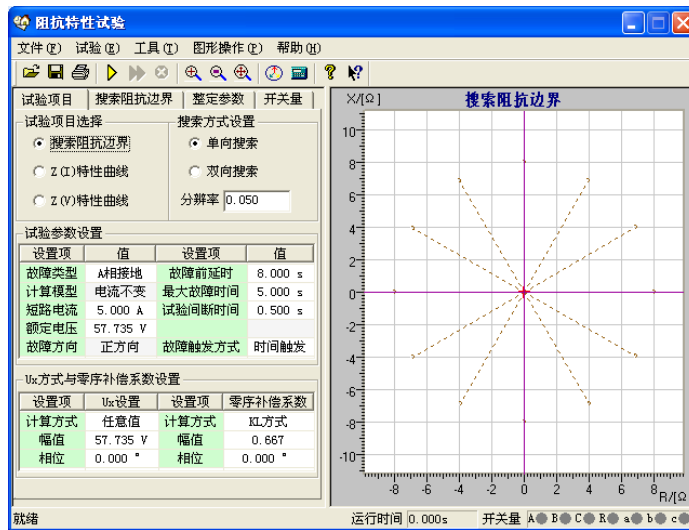 阻抗特性试验
文件(F) 试验(E) 工具(T) 图形操作(P) 帮助(H)
试验项目 搜索阻抗边界 整定参数 开关量
试验项目选择 搜索方式设置
搜索阻抗边界 单向搜索
Z(I)特性曲线 双向搜索
Z(V)特性曲线 分辨率 0.050
试验参数设置
设置项 值 设置项 值
故障类型 A相接地 故障前延时 8.000 s
计算模型 电流不变 最大故障时间 5.000 s
短路电流 5.000 A 试验间断时间 0.500 s
额定电压 57.735 V
故障方向 正方向 故障触发方式 时间触发
Ux方式与零序补偿系数设置
设置项 Ux设置 设置项 零序补偿系数
计算方式 任意值 计算方式 KL方式
幅值 57.735 V 幅值 0.667
相位 0.000 ° 相位 0.000 °
X/[Ω] 搜索阻抗边界
10
8
6
4
2
0
-2
-4
-6
-8
-10
-8 -6 -4 -2 0 2 4 6 8
R/[Ω
就绪 运行时间 0.000s 开关量 A B C R a b c